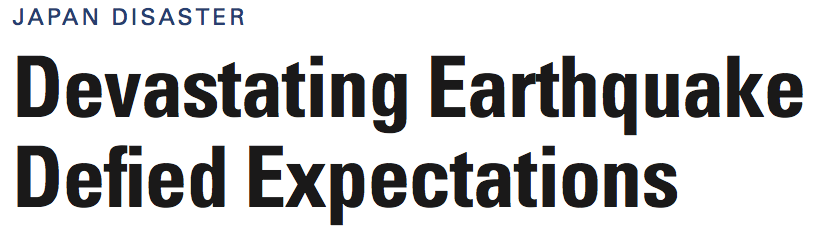 JAPAN DISASTER
Devastating Earthquake
Defied Expectations